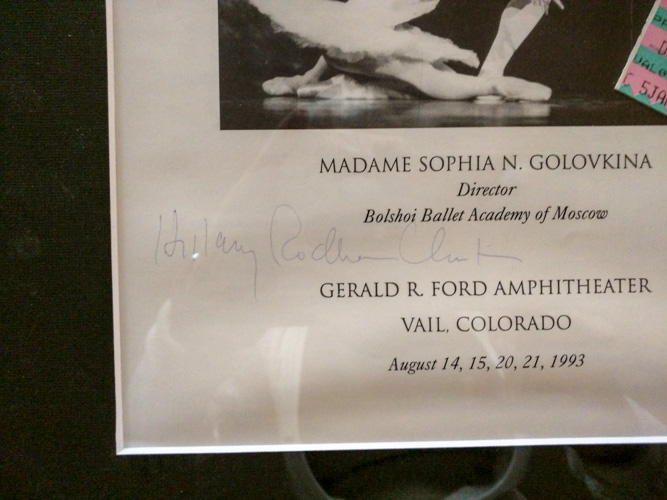 MADAME SOPHIA N. GOLOVKINA
Director
Bolshoi Ballet Academy of Moscow
Hillary Rodham Clinton
GERALD R. FORD AMPHITHEATER
VAIL, COLORADO
August 14, 15, 20, 21, 1993